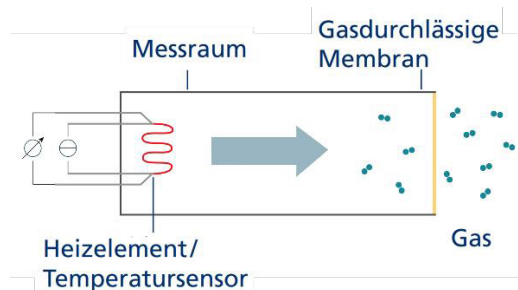 Messraum
Gasdurchlässige
Membran
Gas
Heizelement/
Temperatursensor